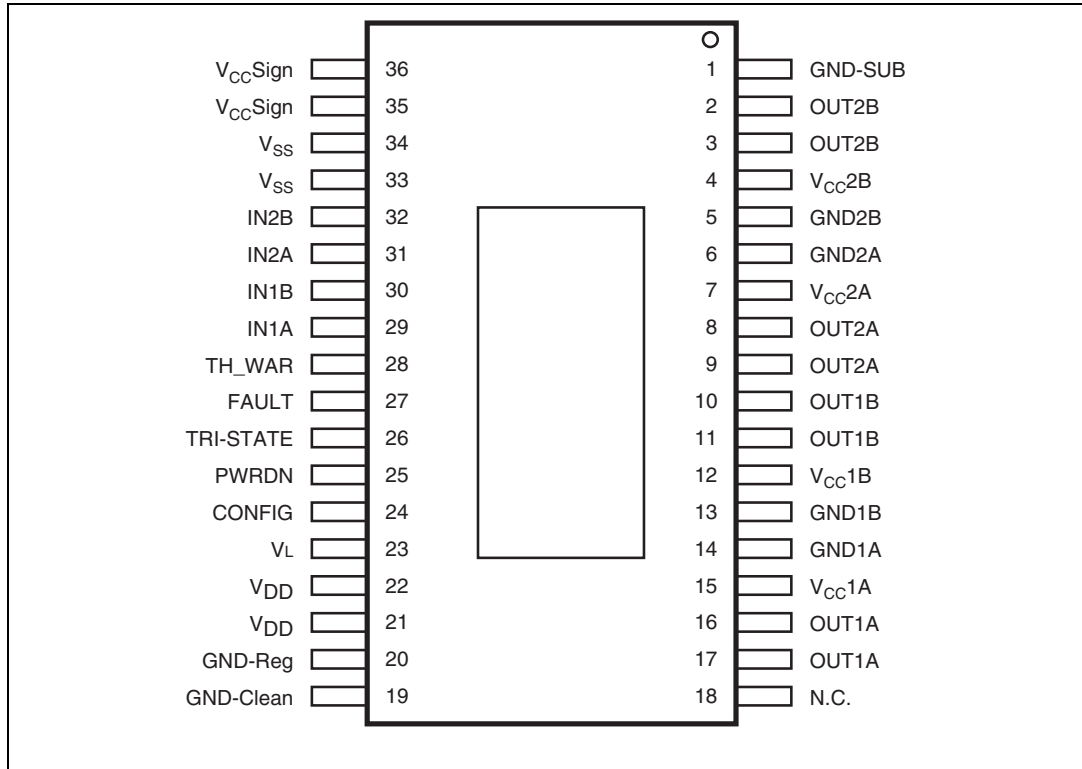 VCCSign 36 1 GND-SUB
VCCSign 35 2 OUT2B
VSS 34 3 OUT2B
VSS 33 4 VCC2B
IN2B 32 5 GND2B
IN2A 31 6 GND2A
IN1B 30 7 VCC2A
IN1A 29 8 OUT2A
TH_WAR 28 9 OUT2A
FAULT 27 10 OUT1B
TRI-STATE 26 11 OUT1B
PWRDN 25 12 VCC1B
CONFIG 24 13 GND1B
VL 23 14 GND1A
VDD 22 15 VCC1A
VDD 21 16 OUT1A
GND-Reg 20 17 OUT1A
GND-Clean 19 18 N.C.